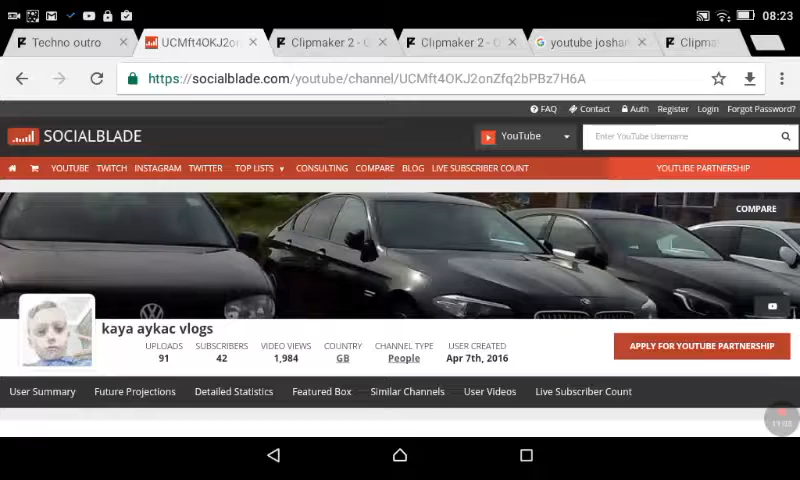 08:23
Techno outro
UCMft4OKJ2on
Clipmaker 2 -
Clipmaker 2 -
youtube joshan
Clipma
https://socialblade.com/youtube/channel/UCMft4OKJ2onZfq2bPBz7H6A
FAQ Contact Auth Register Login Forgot Password?
SOCIALBLADE
YouTube
Enter YouTube Username
YOUTUBE TWITCH INSTAGRAM TWITTER TOP LISTS CONSULTING COMPARE BLOG LIVE SUBSCRIBER COUNT YOUTUBE PARTNERSHIP
COMPARE
kaya aykac vlogs
UPLOADS SUBSCRIBERS VIDEO VIEWS COUNTRY CHANNEL TYPE USER CREATED
91 42 1,984 GB People Apr 7th, 2016
APPLY FOR YOUTUBE PARTNERSHIP
User Summary Future Projections Detailed Statistics Featured Box Similar Channels User Videos Live Subscriber Count